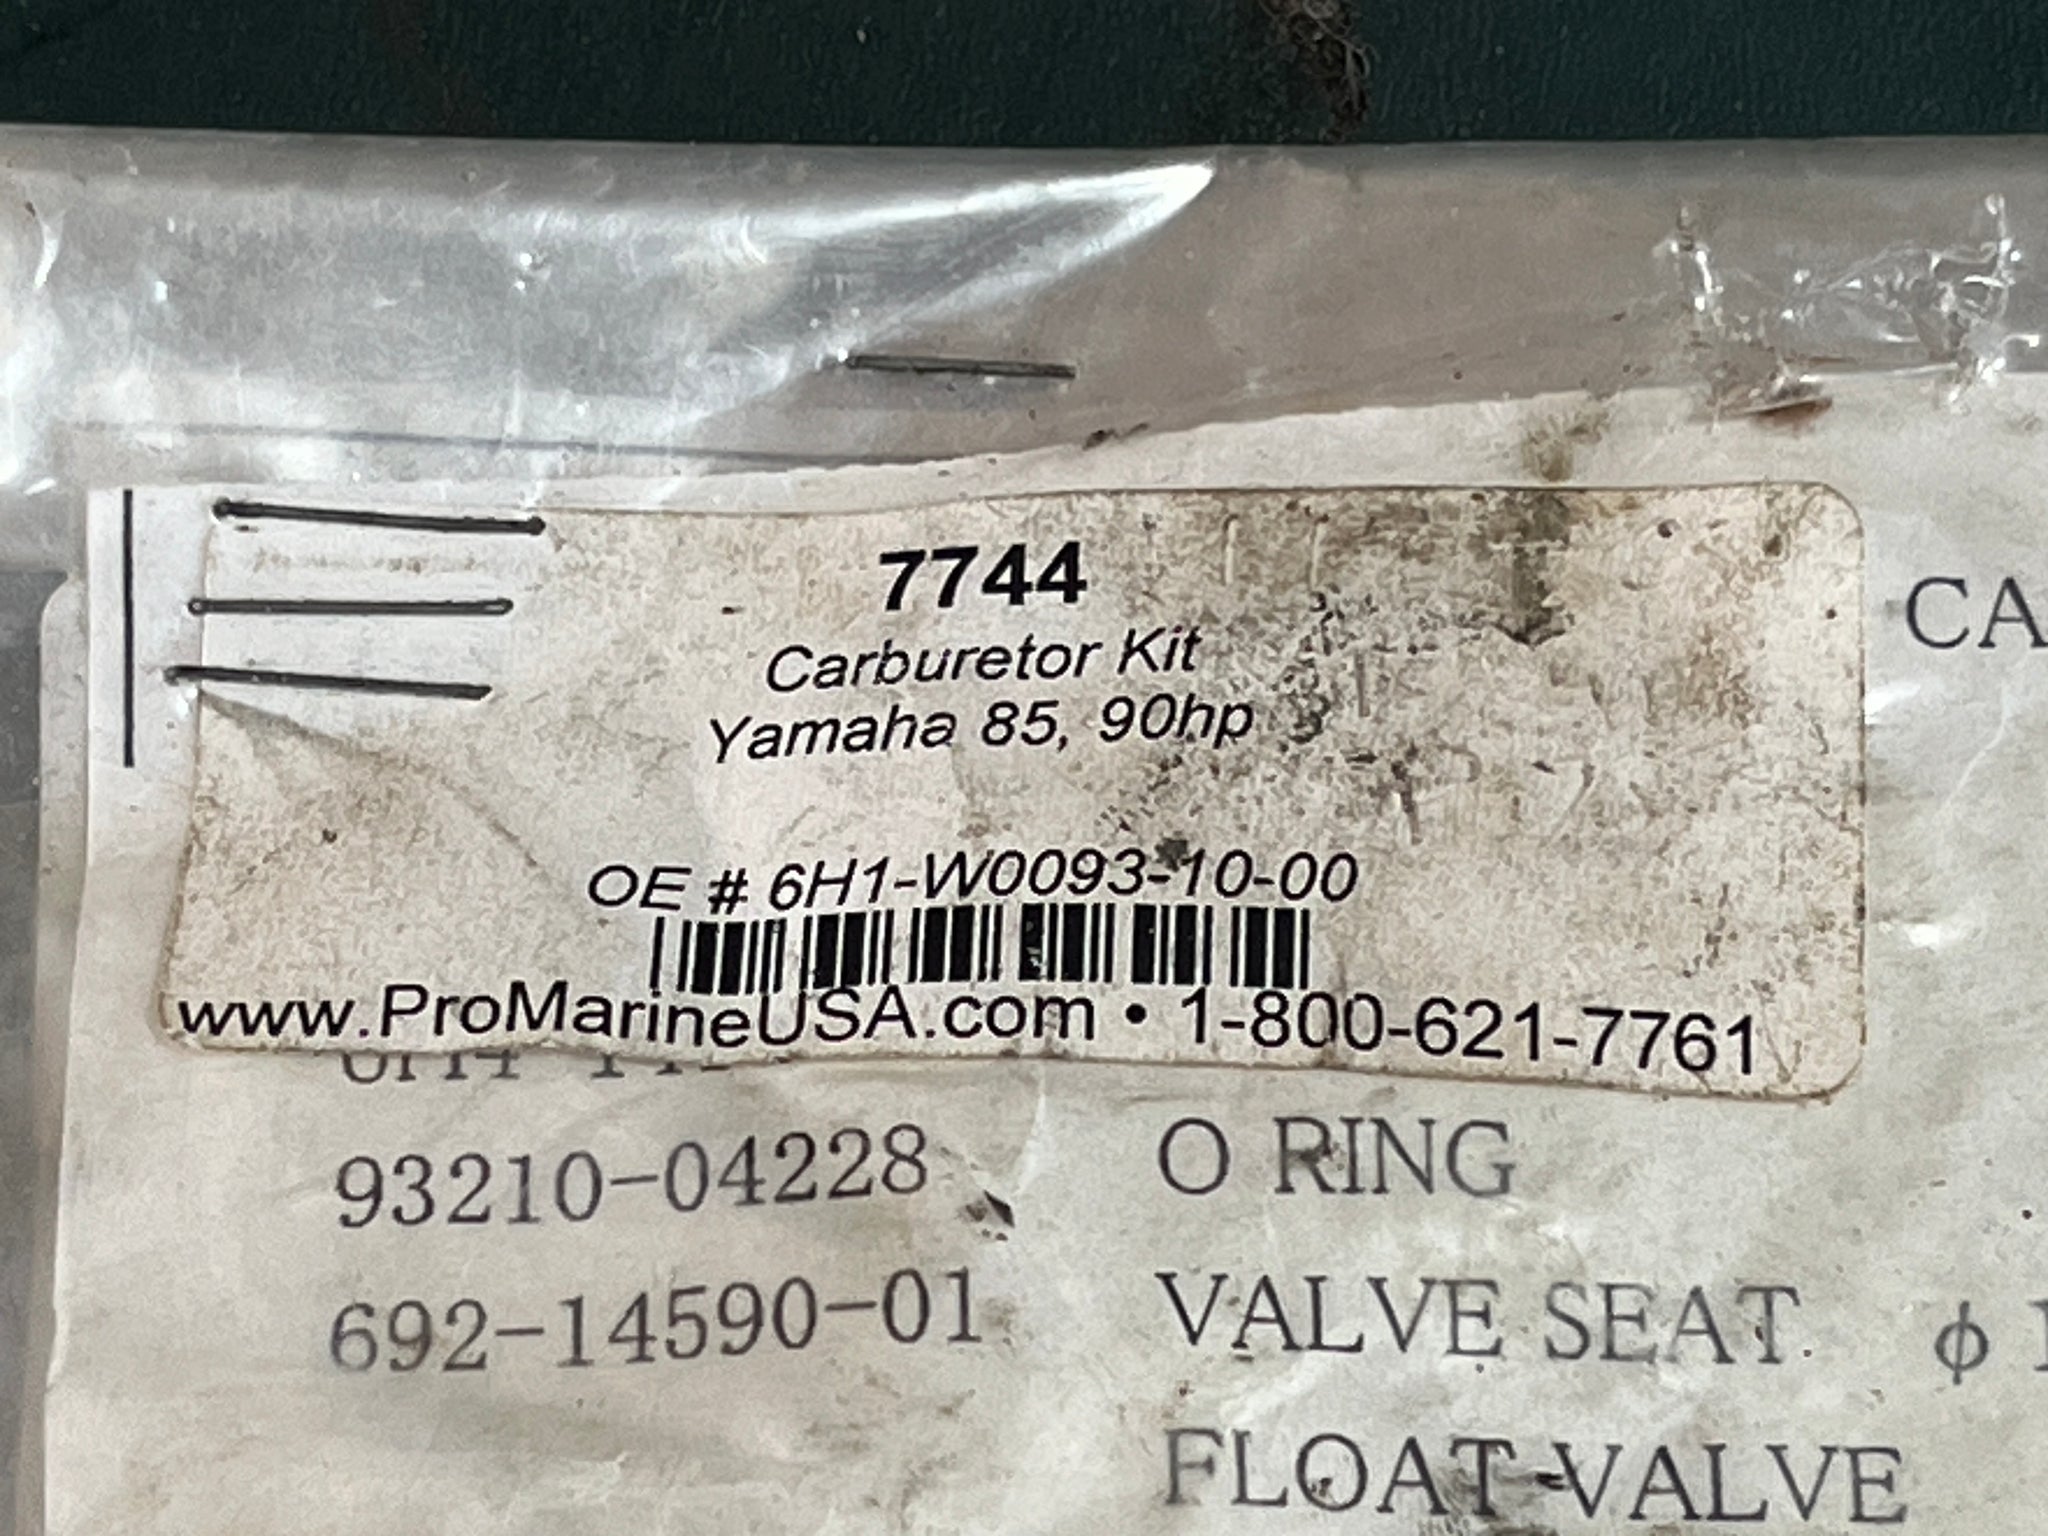 7744
Carburetor Kit
Yamaha 85, 90hp
CA
OE # 6H1-W0093-10-00
www.ProMarineUSA.com • 1-800-621-7761
93210-04228 O RING
692-14590-01 VALVE SEAT φ 1
FLOAT VALVE